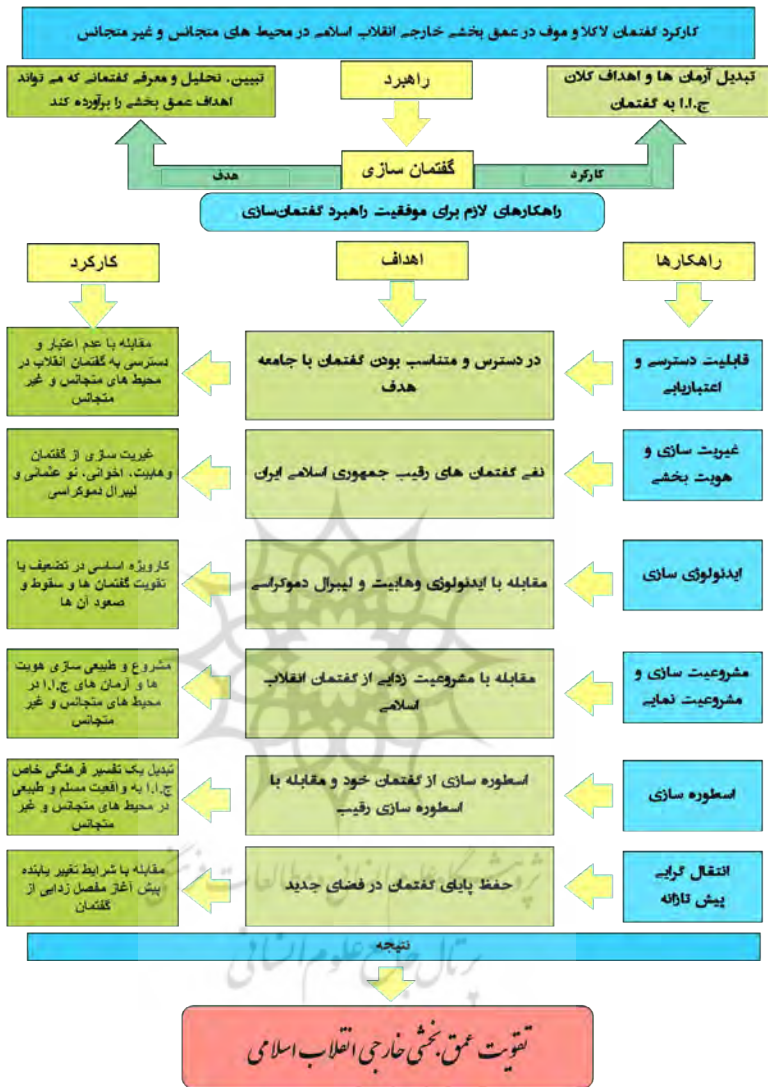 کارکرد گفتمان لاکلا و موف در عمق بخشی خارجی انقلاب اسلامی در محیط های متجانس و غیر متجانس
تبدیل آرمان ها و اهداف کلان
ج.ا.ا به گفتمان
راهبرد
تبیین، تحلیل و معرفی گفتمانی که می تواند
اهداف عمق بخشی را برآورده کند
کارکرد
گفتمان سازی
هدف
راهکارهای لازم برای موفقیت راهبرد گفتمان‌سازی
راهکارها
اهداف
کارکرد
قابلیت دسترسی و
اعتباریابی
در دسترس و متناسب بودن گفتمان با جامعه
هدف
مقابله با عدم اعتبار و
دسترسی به گفتمان انقلاب در
محیط های متجانس و غیر
متجانس
غیریت سازی و
هویت بخشی
نفی گفتمان های رقیب جمهوری اسلامی ایران
غیریت سازی از گفتمان
وهابیت، اخوانی، نو عثمانی و
لیبرال دموکراسی
ایدئولوژی سازی
مقابله با ایدئولوژی وهابیت و لیبرال دموکراسی
کارویژه اساسی در تضعیف یا
تقویت گفتمان ها و سقوط و
صعود آن ها
مشروعیت سازی و
مشروعیت نمایی
مقابله با مشروعیت زدایی از گفتمان انقلاب
اسلامی
مشروع و طبیعی سازی هویت
ها و آرمان های ج.ا.ا در
محیط های متجانس و غیر
متجانس
اسطوره سازی
اسطوره سازی از گفتمان خود و مقابله با
اسطوره سازی رقیب
تبدیل یک تفسیر فرهنگی خاص
ج.ا.ا به واقعیت مسلم و طبیعی
در محیط های متجانس و غیر
متجانس
انتقال گرایی
پیش تازانه
حفظ پایای گفتمان در فضای جدید
مقابله با شرایط تغییر یابنده
پیش آغاز مفصل زدایی از
گفتمان
پژوهشگاه علوم انسانی و مطالعات فرهنگی
نتیجه
پرتال جامع علوم انسانی
تقویت عمق بخشی خارجی انقلاب اسلامی